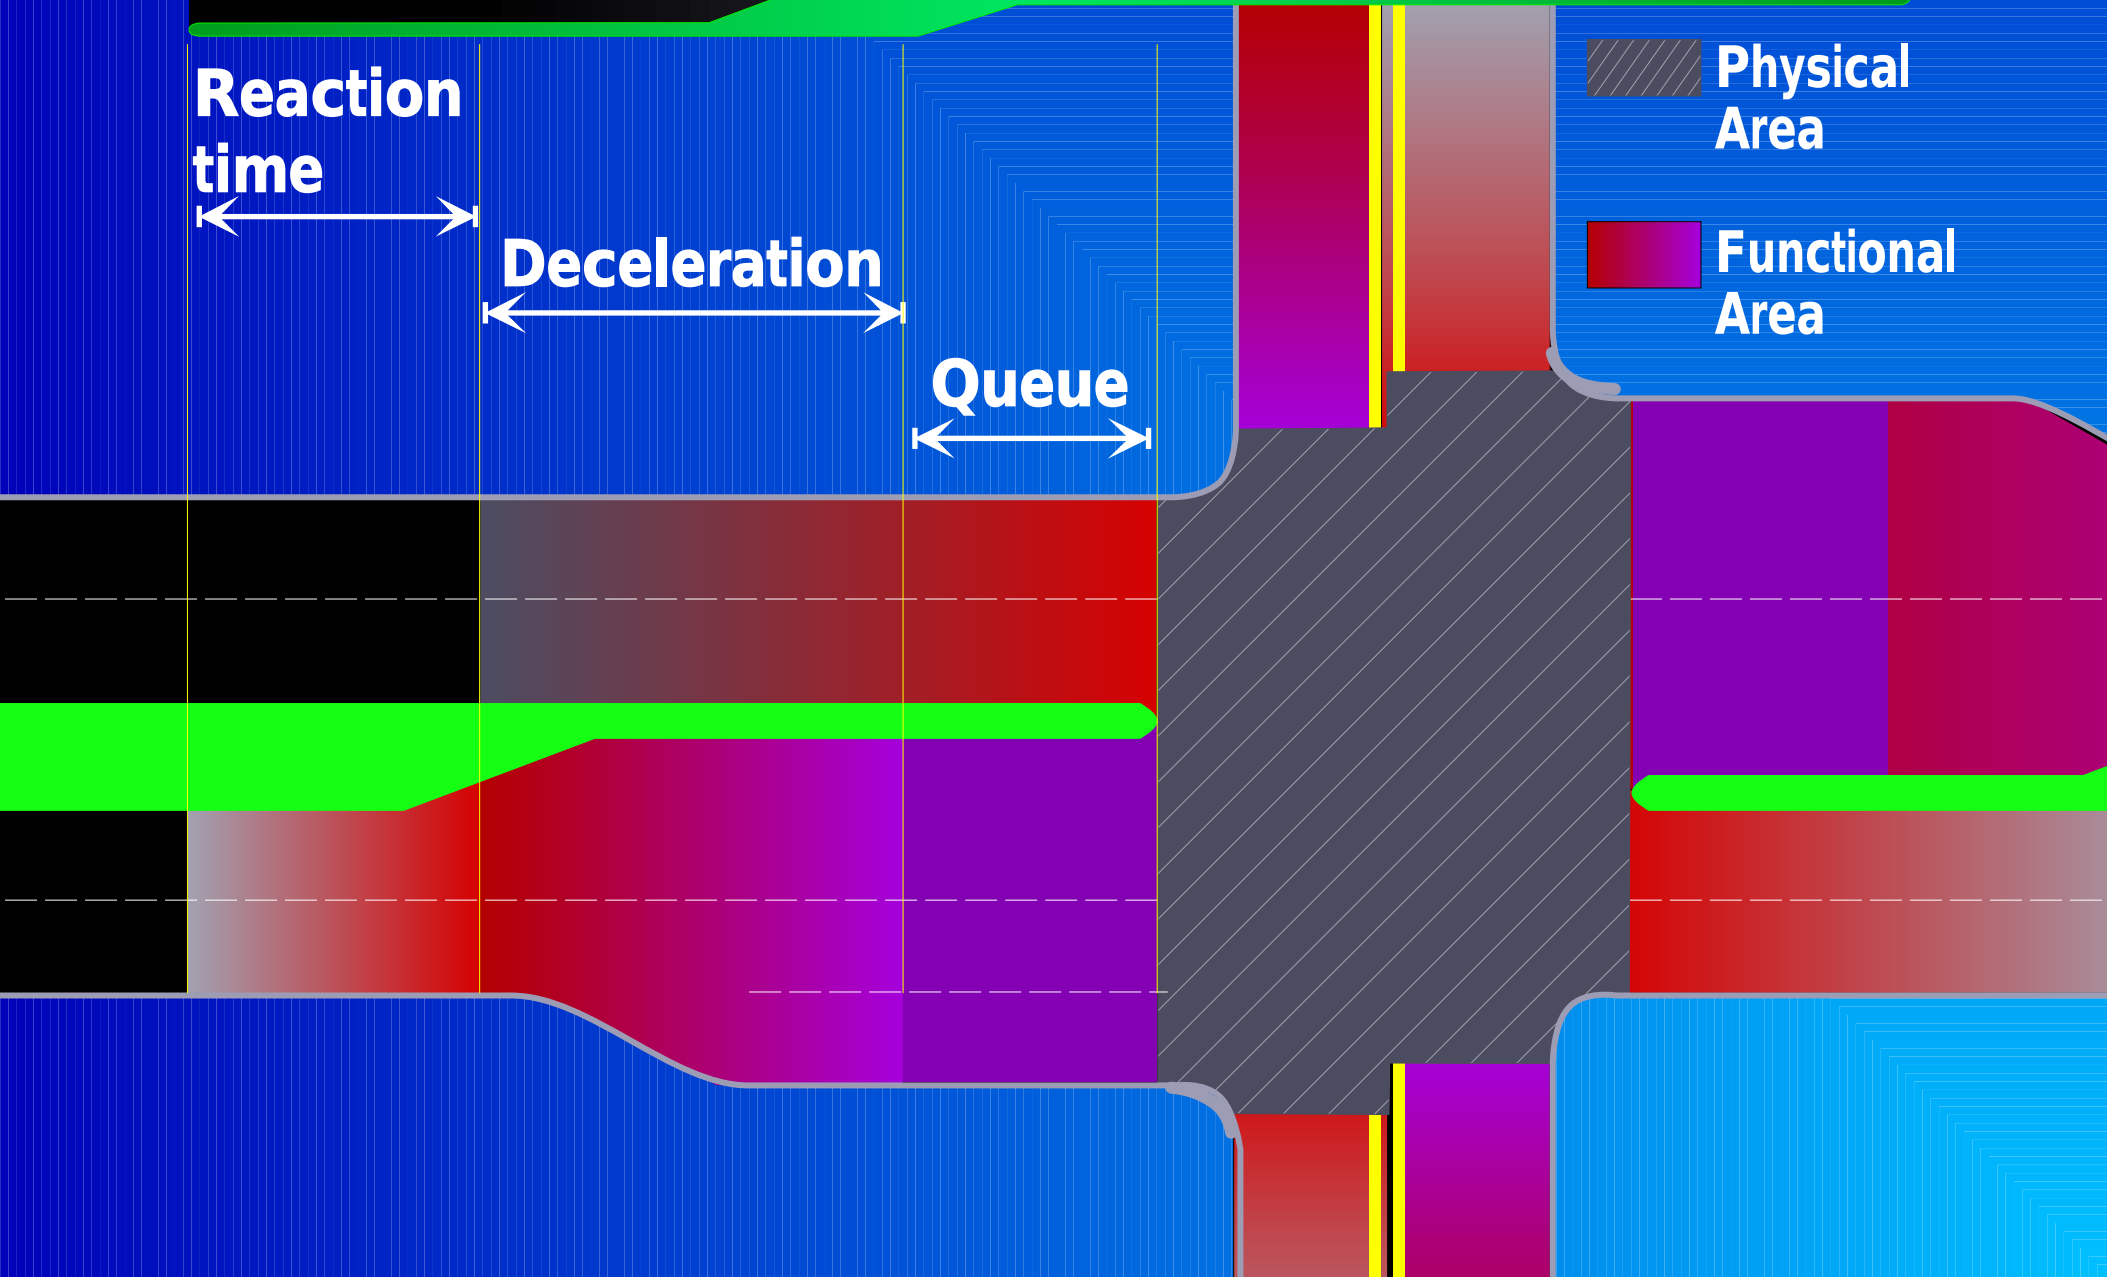 Reaction
time
Deceleration
Queue
Physical
Area
Functional
Area